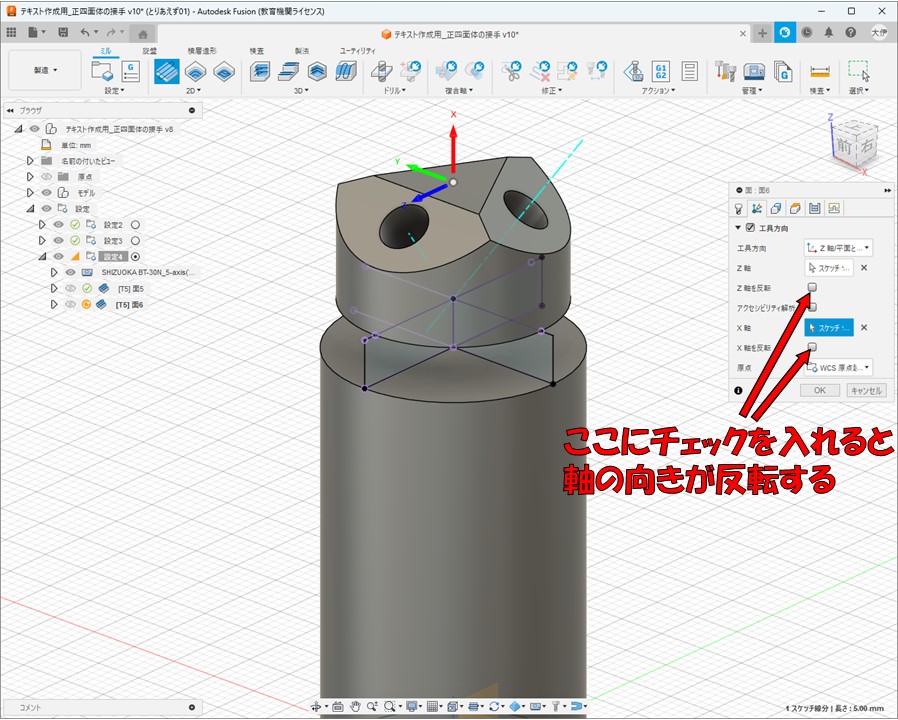 テキスト作成用_正四面体の接手 v10* (とりあえず01) - Autodesk Fusion (教育機関ライセンス)
テキスト作成用_正四面体の接手 v10*
大伊
ミル
旋盤
積層造形
検査
製法
ユーティリティ
製造
設定
2D
3D
ドリル
複合軸
修正
アクション
管理
検査
選択
G1
G2
ブラウザ
テキスト作成用_正四面体の接手 v8
単位: mm
名前の付いたビュー
原点
モデル
設定
設定2
設定3
設定4
SHIZUOKA BT-30N_5-axis(...
[T5] 面5
[T5] 面6
X
Y
Z
Z
前
右
X
面 : 面6
工具方向
工具方向
Z 軸/平面と...
Z 軸
スケッチ ...
Z 軸を反転
アクセシビリティ解析
X 軸
スケッチ ...
X 軸を反転
原点
WCS 原点
OK
キャンセル
ここにチェックを入れると
軸の向きが反転する
コメント
1 スケッチ線分 | 長さ : 5.00 mm